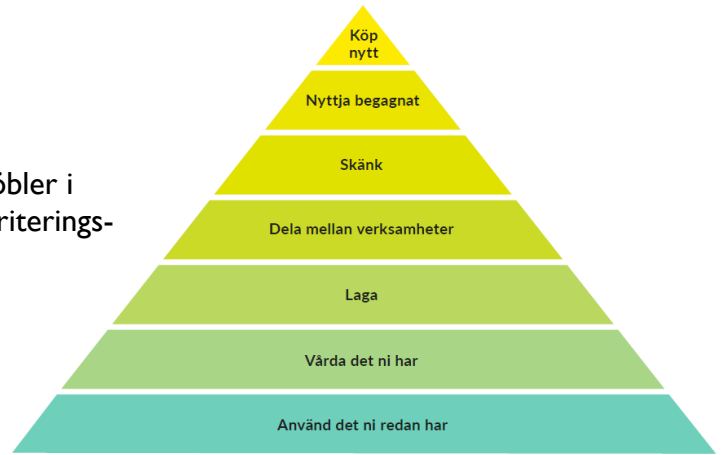 Köp
nytt
Nyttja begagnat
Skänk
Dela mellan verksamheter
Laga
Vårda det ni har
Använd det ni redan har